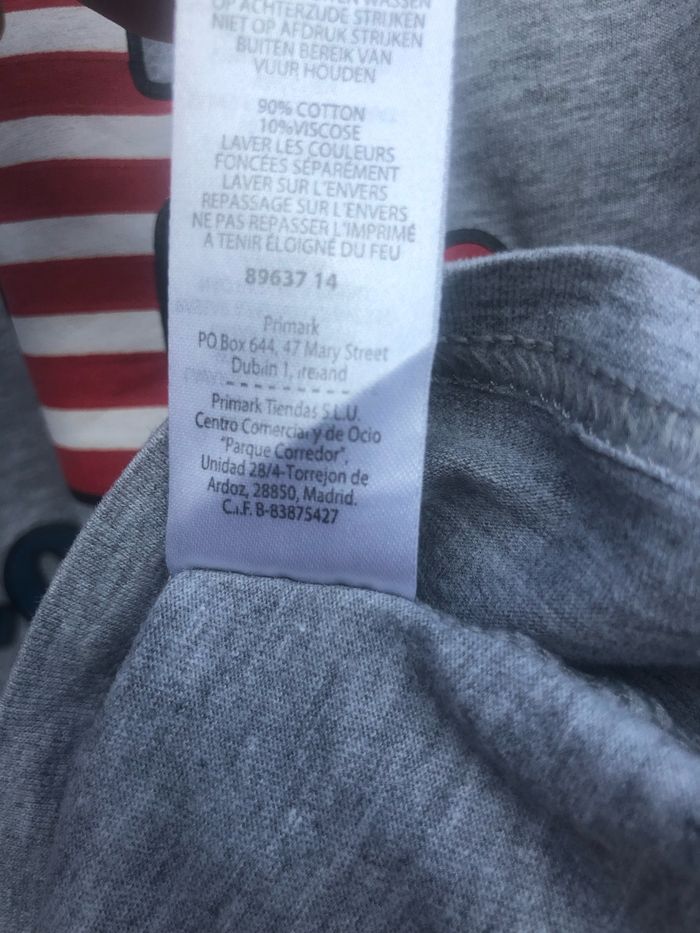 OP ACHTERZIJDE STRIJKEN
NIET OP AFDRUK STRIJKEN
BUITEN BEREIK VAN
VUUR HOUDEN
90% COTTON
10%VISCOSE
LAVER LES COULEURS
FONCÉES SÉPARÉMENT
LAVER SUR L'ENVERS
REPASSAGE SUR L'ENVERS
NE PAS REPASSER L'IMPRIMÉ
À TENIR ÉLOIGNÉ DU FEU
89637 14
Primark
PO Box 644, 47 Mary Street
Dublin 1, Ireland
Primark Tiendas S.L.U.
Centro Comercial y de Ocio
"Parque Corredor",
Unidad 28/4-Torrejon de
Ardoz, 28850, Madrid.
C.I.F. B-83875427